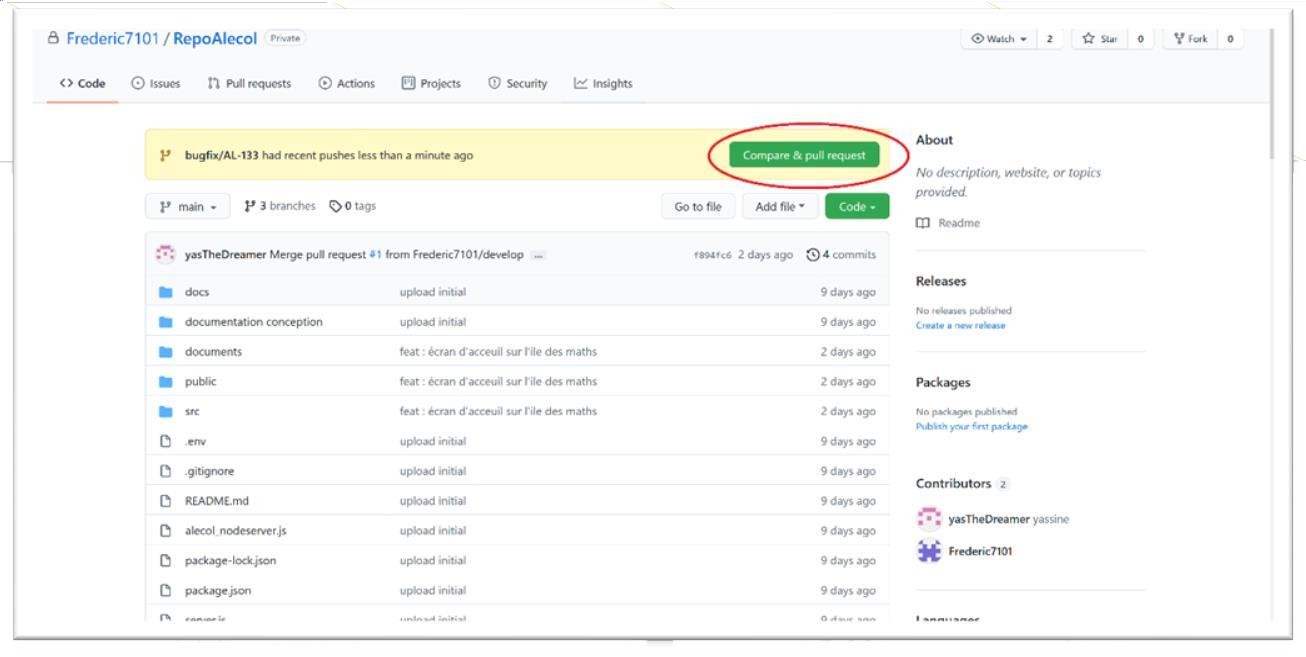 Frederic7101 / RepoAlecol Private
Watch 2 Star 0 Fork 0
Code Issues Pull requests Actions Projects Security Insights
bugfix/AL-133 had recent pushes less than a minute ago Compare & pull request
main 3 branches 0 tags Go to file Add file Code
yasTheDreamer Merge pull request #1 from Frederic7101/develop ... f894fc6 2 days ago 4 commits
docs upload initial 9 days ago
documentation conception upload initial 9 days ago
documents feat : écran d'acceuil sur l'ile des maths 2 days ago
public feat : écran d'acceuil sur l'ile des maths 2 days ago
src feat : écran d'acceuil sur l'ile des maths 2 days ago
.env upload initial 9 days ago
.gitignore upload initial 9 days ago
README.md upload initial 9 days ago
alecol_nodeserver.js upload initial 9 days ago
package-lock.json upload initial 9 days ago
package.json upload initial 9 days ago
server.js upload initial 9 days ago
About
No description, website, or topics
provided.
Readme
Releases
No releases published
Create a new release
Packages
No packages published
Publish your first package
Contributors 2
yasTheDreamer yassine
Frederic7101
Languages